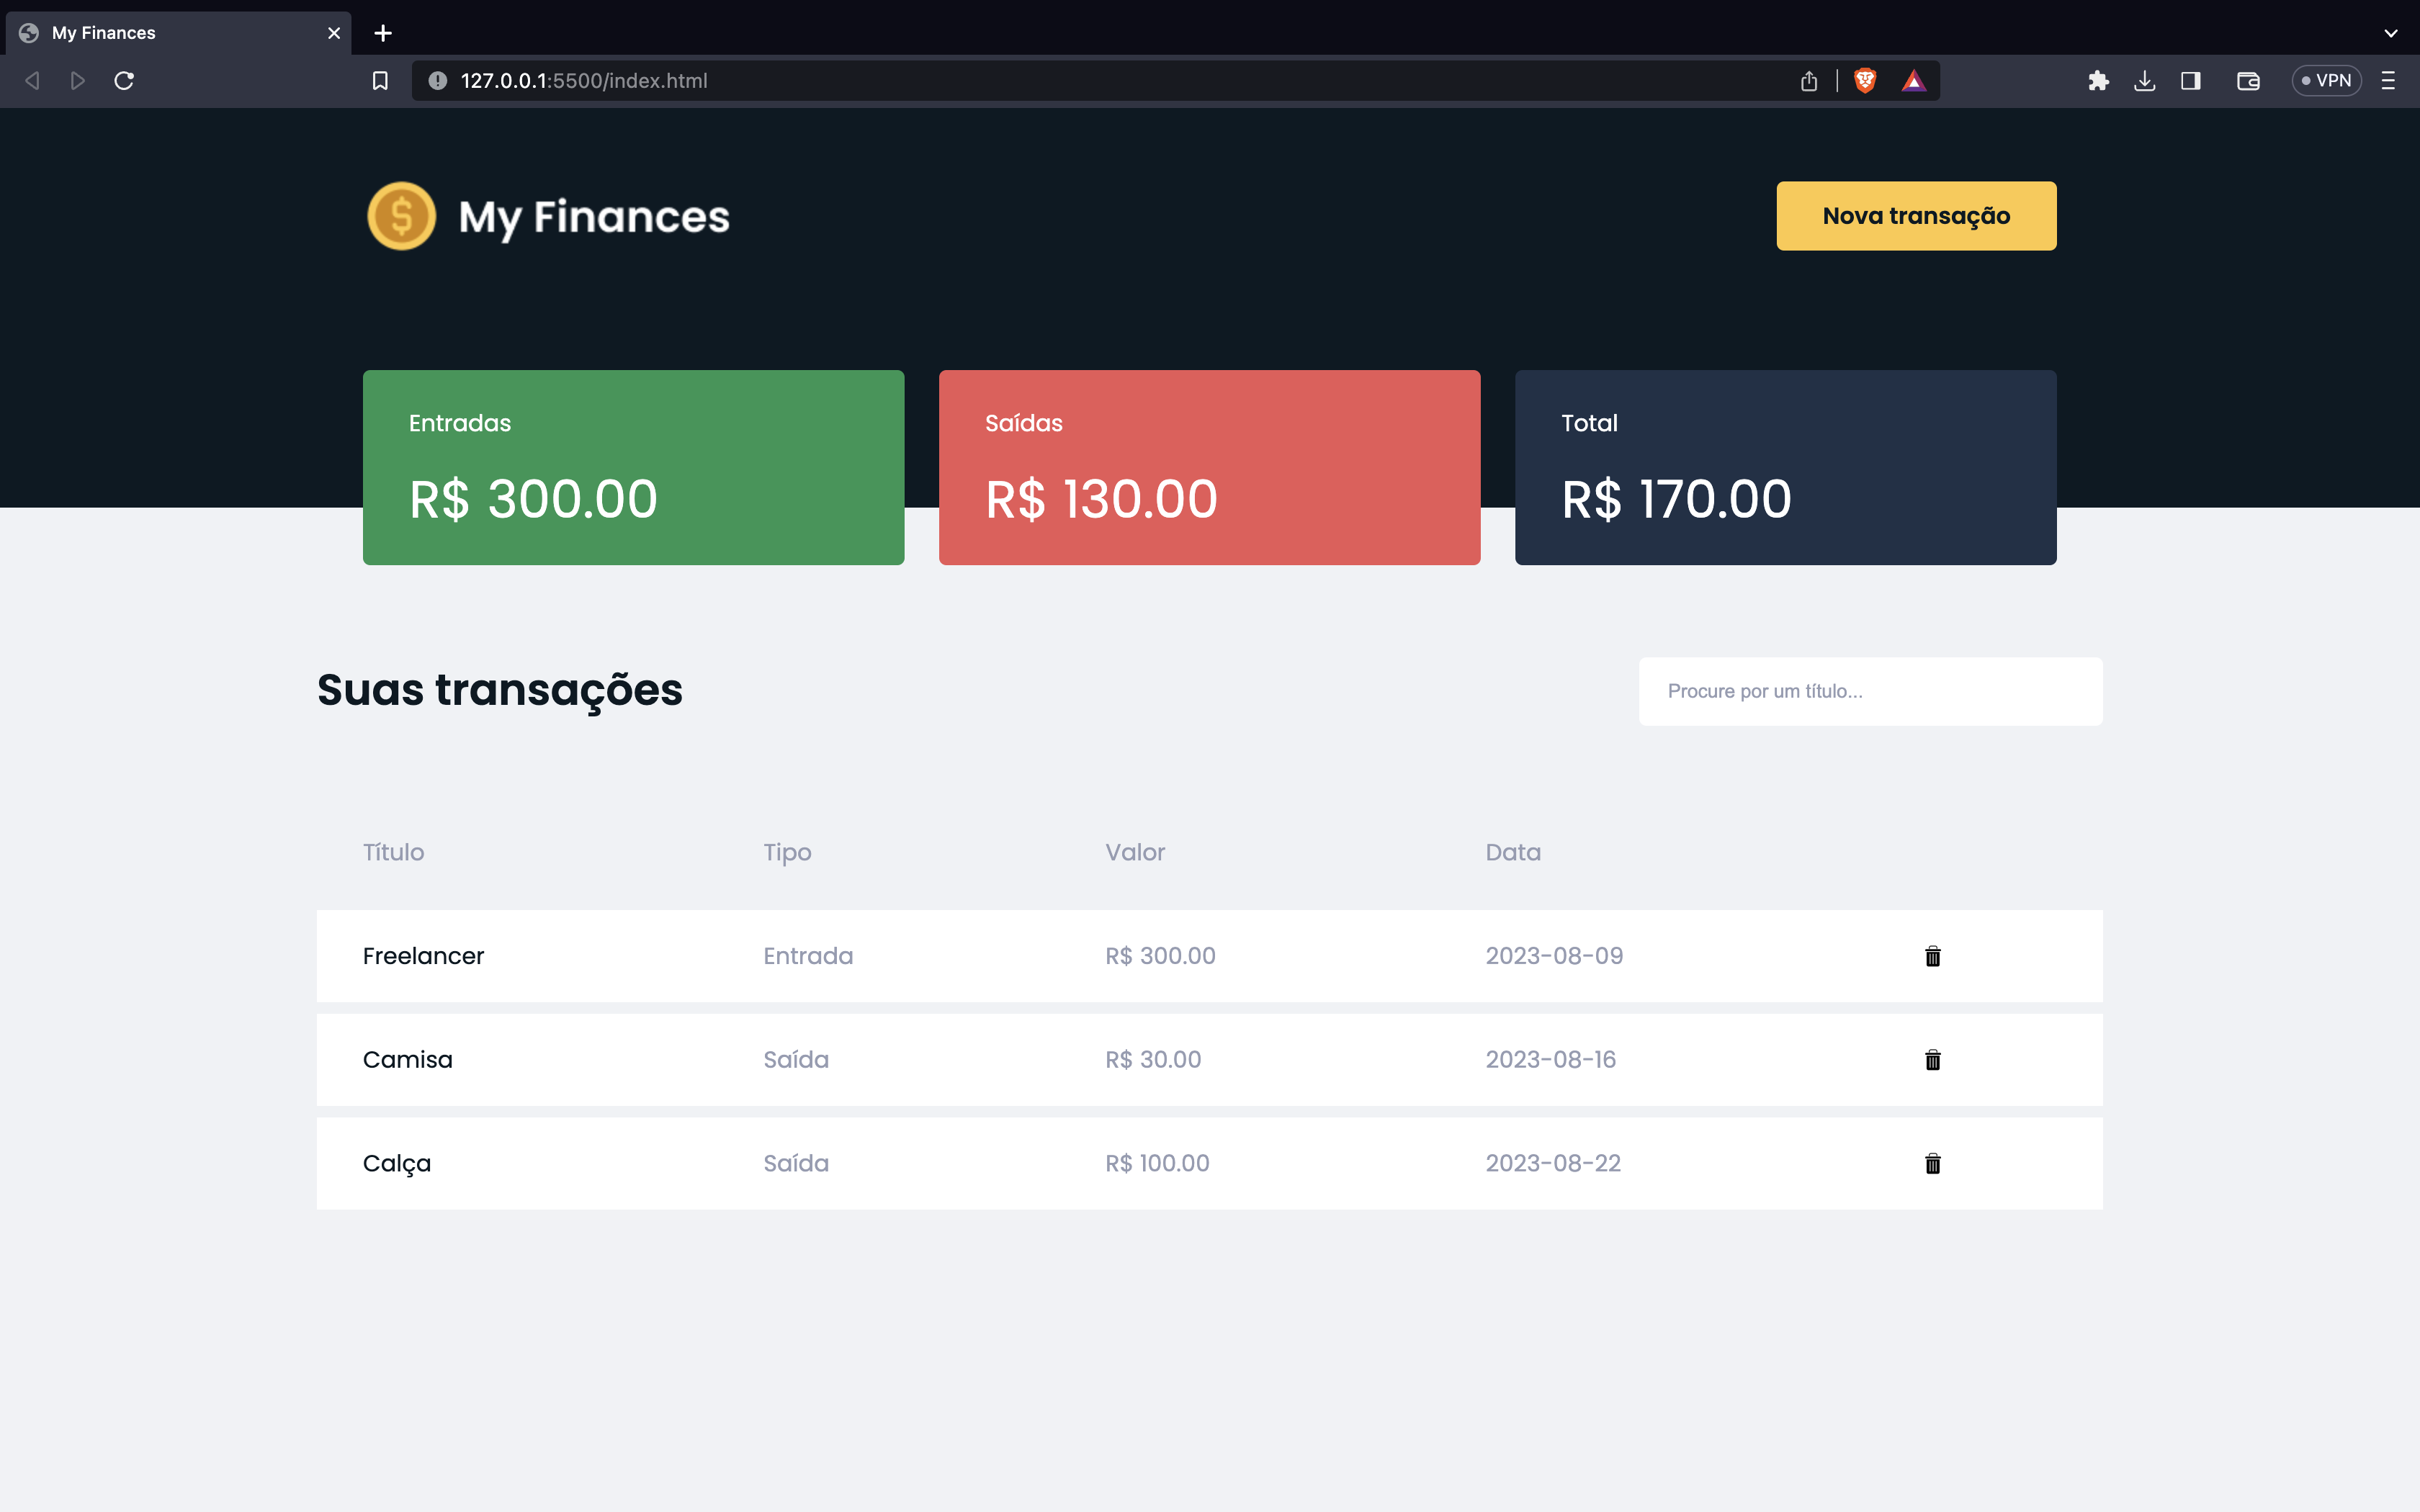 My Finances
127.0.0.1:5500/index.html
VPN
My Finances
Nova transação
Entradas
R$ 300.00
Saídas
R$ 130.00
Total
R$ 170.00
Suas transações
Procure por um título...
Título Tipo Valor Data
Freelancer Entrada R$ 300.00 2023-08-09
Camisa Saída R$ 30.00 2023-08-16
Calça Saída R$ 100.00 2023-08-22